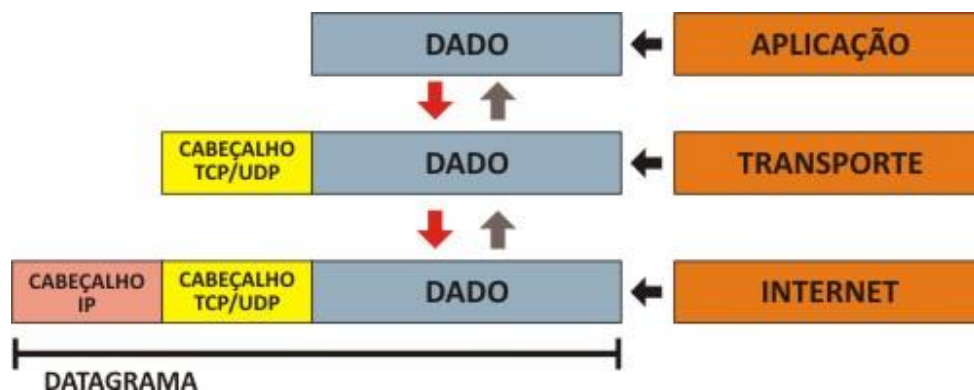 DADO
APLICAÇÃO
CABEÇALHO
TCP/UDP
DADO
TRANSPORTE
CABEÇALHO
IP
CABEÇALHO
TCP/UDP
DADO
INTERNET
DATAGRAMA